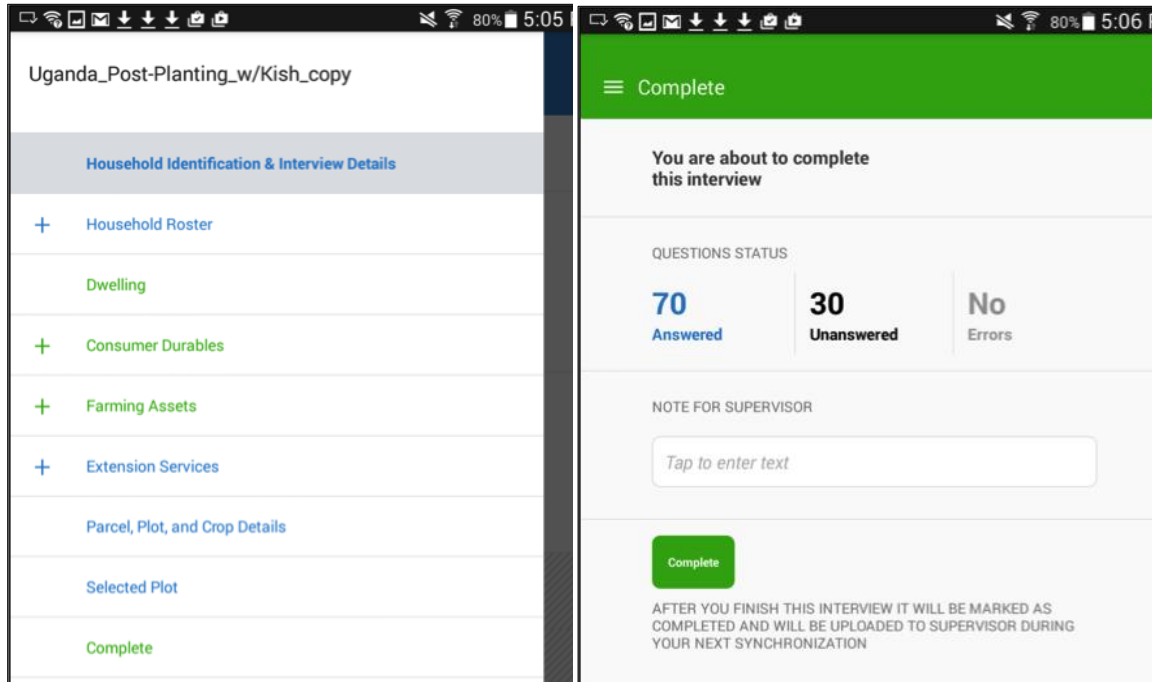 80% 5:05
Uganda_Post-Planting_w/Kish_copy
Household Identification & Interview Details
+ Household Roster
Dwelling
+ Consumer Durables
+ Farming Assets
+ Extension Services
Parcel, Plot, and Crop Details
Selected Plot
Complete
80% 5:06
Complete
You are about to complete
this interview
QUESTIONS STATUS
70 30 No
Answered Unanswered Errors
NOTE FOR SUPERVISOR
Tap to enter text
Complete
AFTER YOU FINISH THIS INTERVIEW IT WILL BE MARKED AS
COMPLETED AND WILL BE UPLOADED TO SUPERVISOR DURING
YOUR NEXT SYNCHRONIZATION